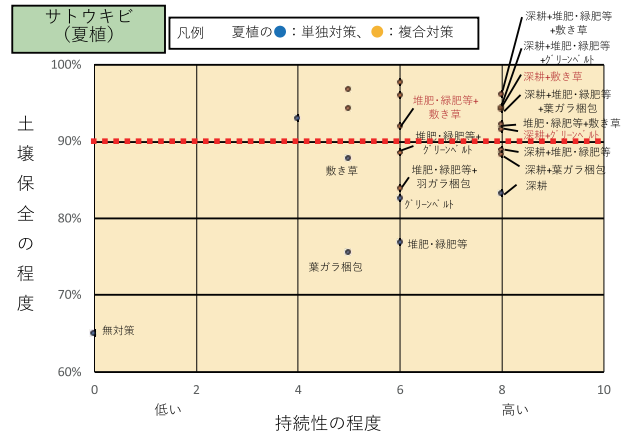 サトウキビ
（夏植）
凡例　夏植の●：単独対策、●：複合対策
土壌保全の程度
100%
90%
80%
70%
60%
0
2
4
6
8
10
低い
高い
持続性の程度
深耕+堆肥･緑肥等
+敷き草
深耕+堆肥･緑肥等
+グリーンベルト
深耕+敷き草
深耕+堆肥･緑肥等
+葉ガラ梱包
堆肥･緑肥等+敷き草
深耕+グリーンベルト
深耕+堆肥･緑肥等
深耕+葉ガラ梱包
深耕
堆肥･緑肥等+
敷き草
堆肥･緑肥等+
グリーンベルト
堆肥･緑肥等+
羽ガラ梱包
グリーンベルト
堆肥･緑肥等
敷き草
葉ガラ梱包
無対策